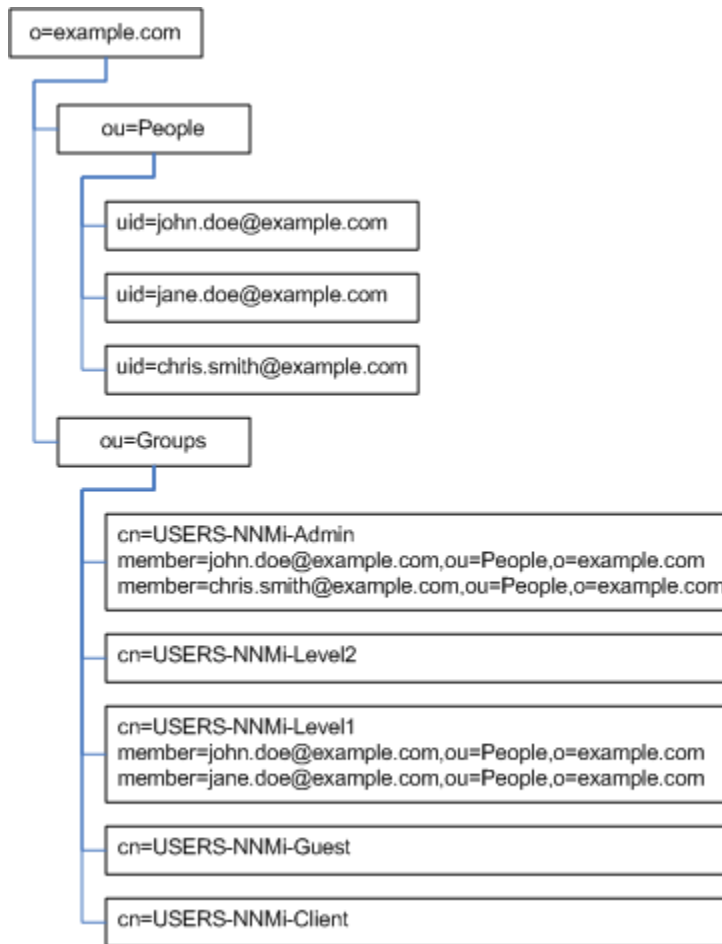 o=example.com
ou=People
uid=john.doe@example.com
uid=jane.doe@example.com
uid=chris.smith@example.com
ou=Groups
cn=USERS-NNMi-Admin
member=john.doe@example.com,ou=People,o=example.com
member=chris.smith@example.com,ou=People,o=example.com
cn=USERS-NNMi-Level2
cn=USERS-NNMi-Level1
member=john.doe@example.com,ou=People,o=example.com
member=jane.doe@example.com,ou=People,o=example.com
cn=USERS-NNMi-Guest
cn=USERS-NNMi-Client